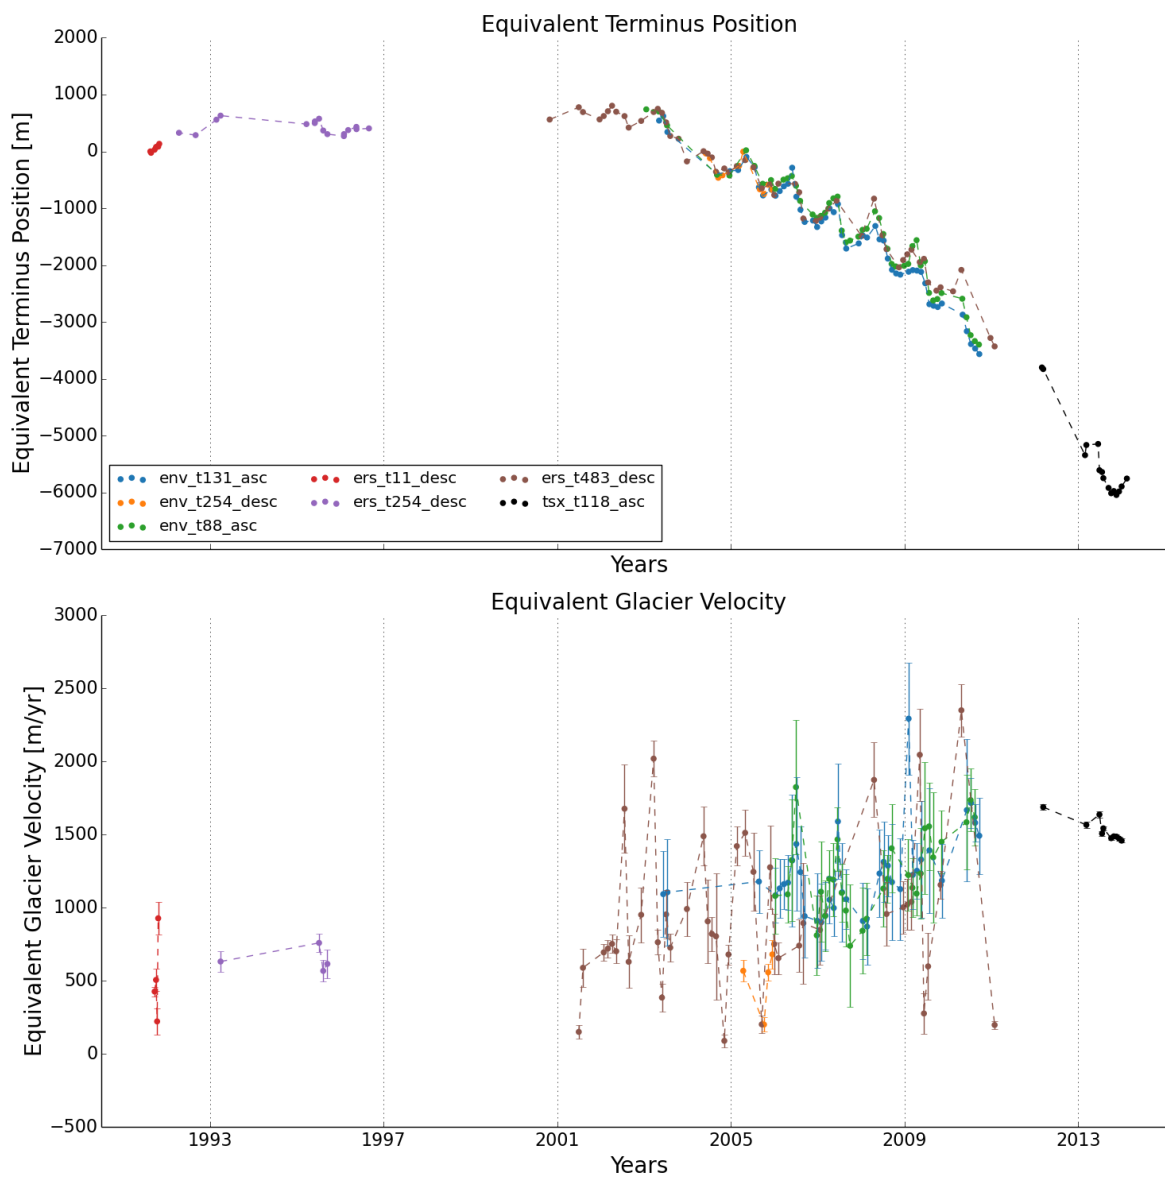 Equivalent Terminus Position
Equivalent Terminus Position [m]
2000
1000
0
−1000
−2000
−3000
−4000
−5000
−6000
−7000
env_t131_asc ers_t11_desc ers_t483_desc
env_t254_desc ers_t254_desc tsx_t118_asc
env_t88_asc
Years
Equivalent Glacier Velocity
Equivalent Glacier Velocity [m/yr]
3000
2500
2000
1500
1000
500
0
−500
1993 1997 2001 2005 2009 2013
Years